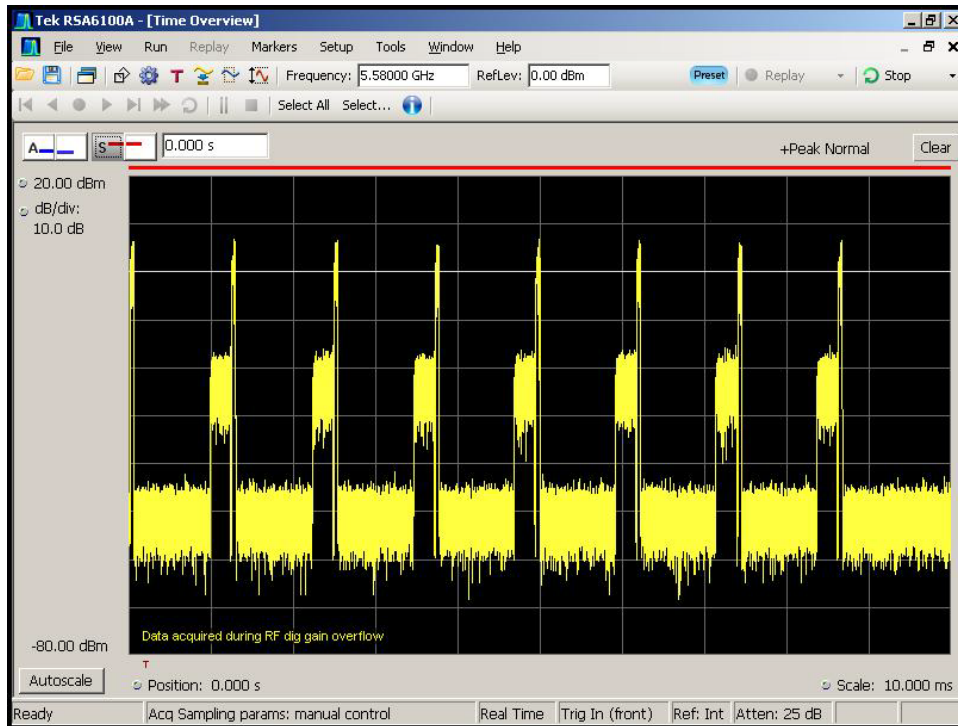 Tek RSA6100A - [Time Overview]
File View Run Replay Markers Setup Tools Window Help
T Frequency: 5.58000 GHz RefLev: 0.00 dBm Preset Replay Stop
Select All Select...
A S 0.000 s +Peak Normal Clear
20.00 dBm
dB/div:
10.0 dB
-80.00 dBm
Data acquired during RF dig gain overflow
T
Autoscale Position: 0.000 s Scale: 10.000 ms
Ready Acq Sampling params: manual control Real Time Trig In (front) Ref: Int Atten: 25 dB